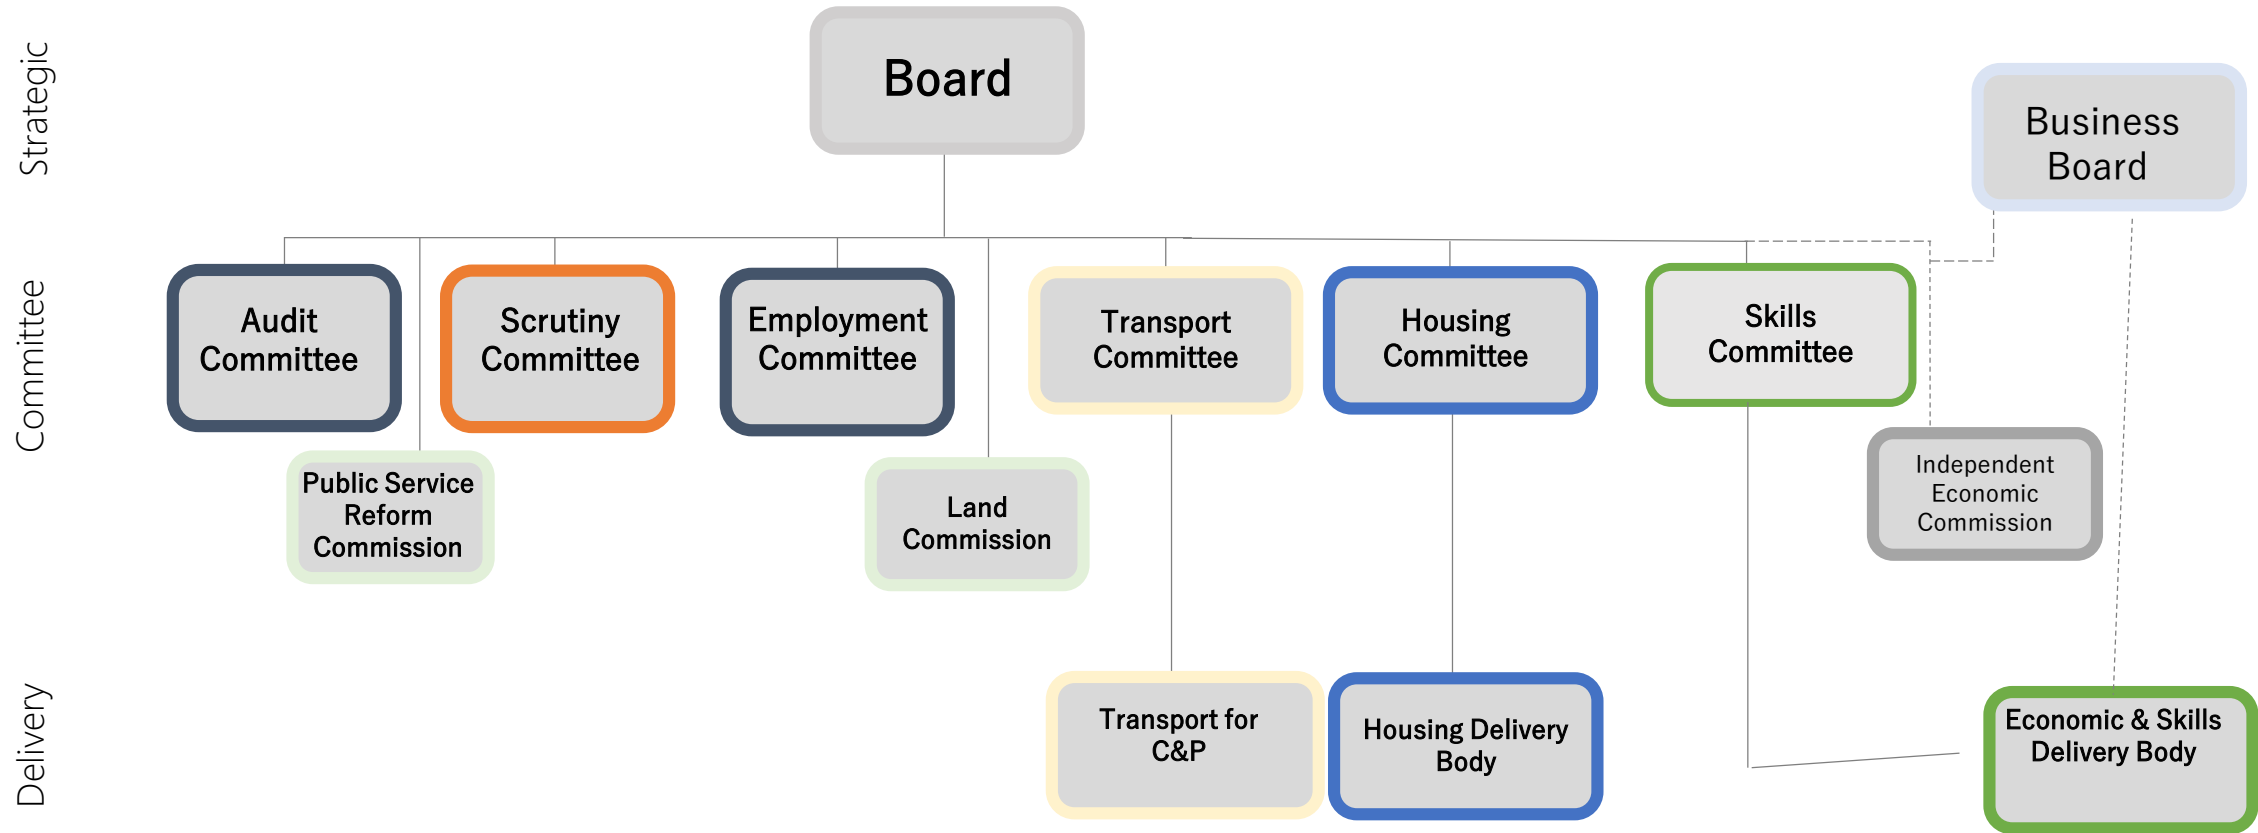 Strategic
Board
Business
Board
Committee
Audit
Committee
Scrutiny
Committee
Employment
Committee
Transport
Committee
Housing
Committee
Skills
Committee
Public Service
Reform
Commission
Land
Commission
Independent
Economic
Commission
Delivery
Transport for
C&P
Housing Delivery
Body
Economic & Skills
Delivery Body